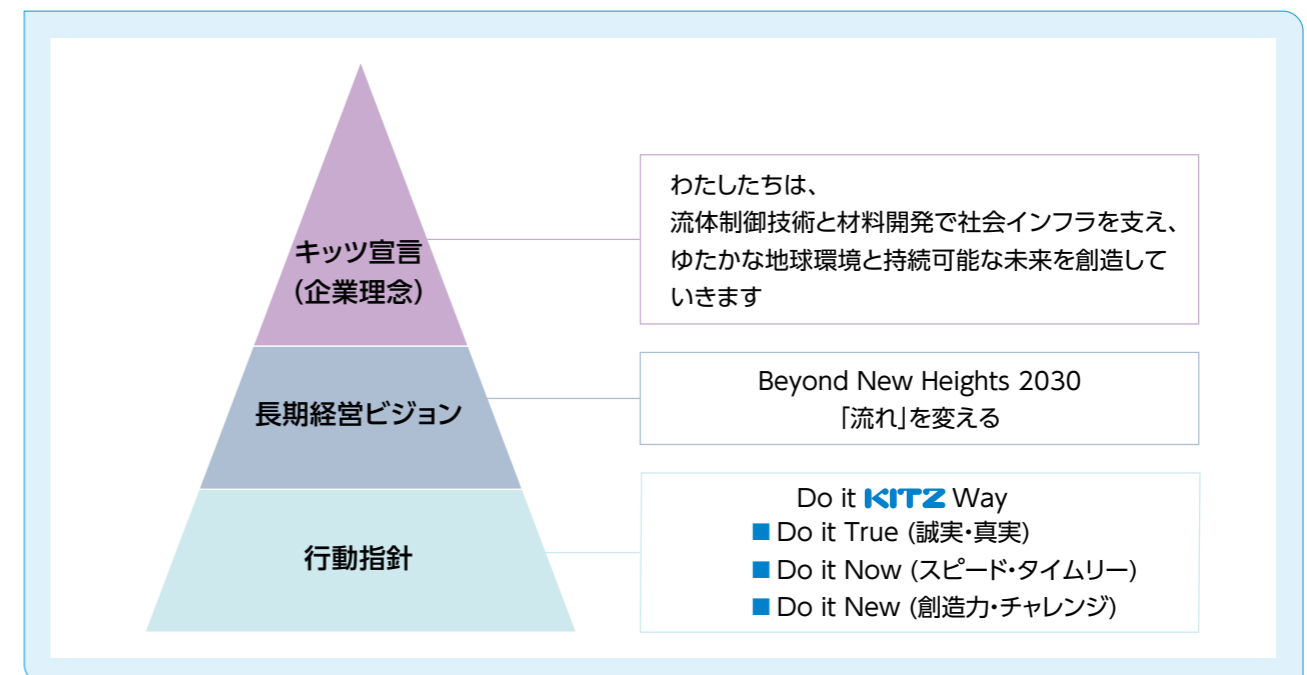 キッツ宣言
(企業理念)
わたしたちは、
流体制御技術と材料開発で社会インフラを支え、
ゆたかな地球環境と持続可能な未来を創造して
いきます
長期経営ビジョン
Beyond New Heights 2030
「流れ」を変える
行動指針
Do it KITZ Way
■ Do it True (誠実・真実)
■ Do it Now (スピード・タイムリー)
■ Do it New (創造力・チャレンジ)